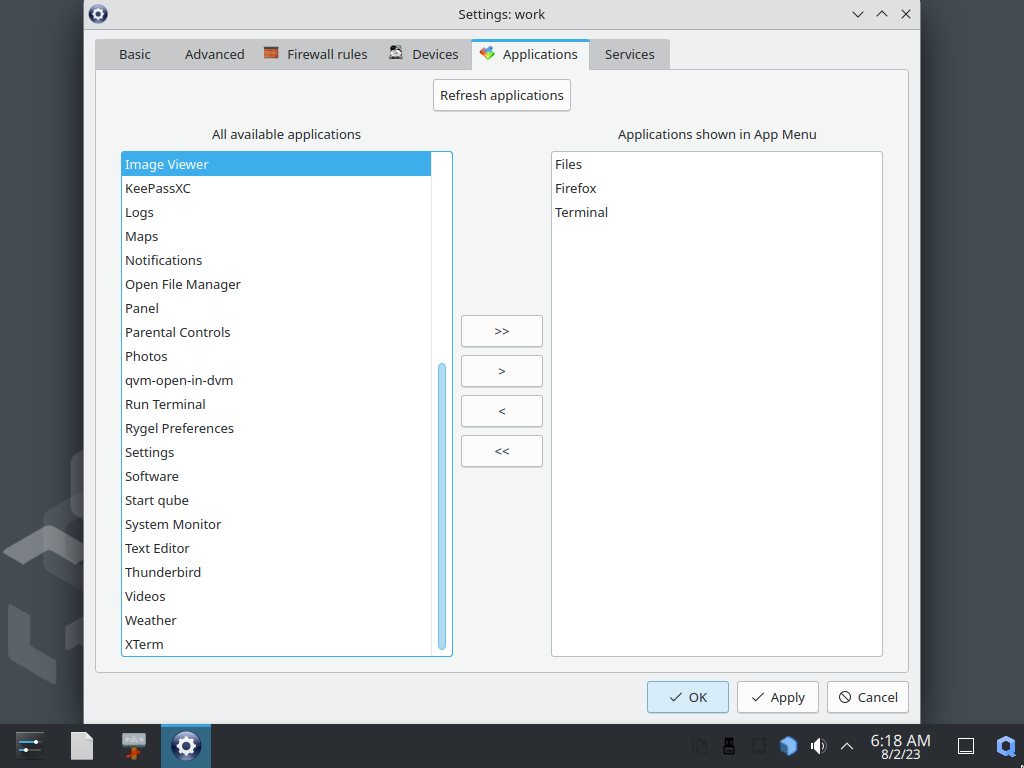 Settings: work
Basic
Advanced
Firewall rules
Devices
Applications
Services
Refresh applications
All available applications
Applications shown in App Menu
Image Viewer
KeePassXC
Logs
Maps
Notifications
Open File Manager
Panel
Parental Controls
Photos
qvm-open-in-dvm
Run Terminal
Rygel Preferences
Settings
Software
Start qube
System Monitor
Text Editor
Thunderbird
Videos
Weather
XTerm
>>
>
<
<<
Files
Firefox
Terminal
OK
Apply
Cancel
6:18 AM
8/2/23